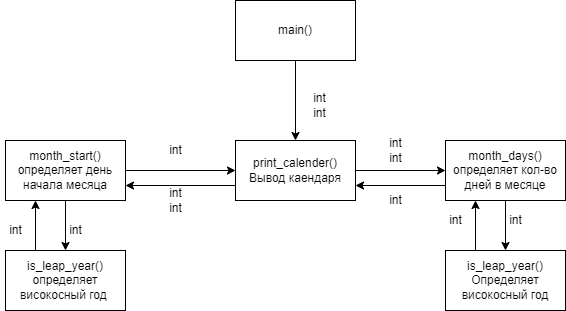 main()
int
int
month_start()
определяет день
начала месяца
int
int
int
print_calender()
Вывод каендаря
int
int
int
month_days()
определяет кол-во
дней в месяце
int
int
is_leap_year()
определяет
високосный год
int
int
is_leap_year()
Определяет
високосный год